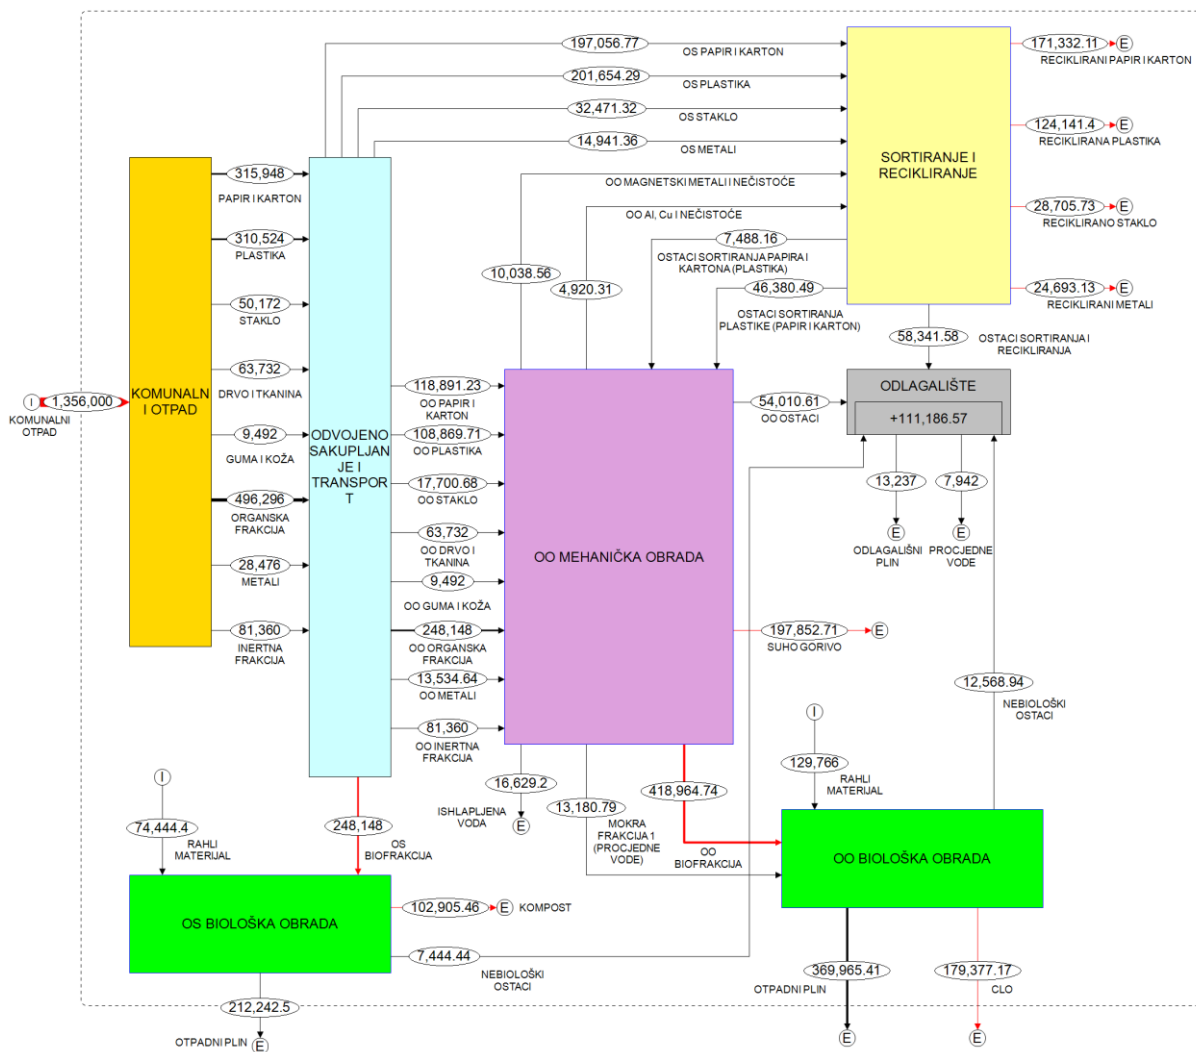 197,056.77
OS PAPIR I KARTON
201,654.29
OS PLASTIKA
32,471.32
OS STAKLO
14,941.36
OS METALI
OO MAGNETSKI METALI I NEČISTOĆE
OO Al, Cu I NEČISTOĆE
10,038.56
4,920.31
7,488.16
OSTACI SORTIRANJA PAPIRA I
KARTONA (PLASTIKA)
46,380.49
OSTACI SORTIRANJA
PLASTIKE (PAPIR I KARTON)
SORTIRANJE I
RECIKLIRANJE
171,332.11
E
RECIKLIRANI PAPIR I KARTON
124,141.4
E
RECIKLIRANA PLASTIKA
28,705.73
E
RECIKLIRANO STAKLO
24,693.13
E
RECIKLIRANI METALI
58,341.58
OSTACI SORTIRANJA I
RECIKLIRANJA
I
1,356,000
KOMUNALNI
OTPAD
KOMUNALN
I OTPAD
315,948
PAPIR I KARTON
310,524
PLASTIKA
50,172
STAKLO
63,732
DRVO I TKANINA
9,492
GUMA I KOŽA
496,296
ORGANSKA
FRAKCIJA
28,476
METALI
81,360
INERTNA
FRAKCIJA
ODVOJENO
SAKUPLJAN
JE I
TRANSPOR
T
118,891.23
OO PAPIR I
KARTON
108,869.71
OO PLASTIKA
17,700.68
OO STAKLO
63,732
OO DRVO I
TKANINA
9,492
OO GUMA I KOŽA
248,148
OO ORGANSKA
FRAKCIJA
13,534.64
OO METALI
81,360
OO INERTNA
FRAKCIJA
OO MEHANIČKA OBRADA
54,010.61
OO OSTACI
ODLAGALIŠTE
+111,186.57
13,237
7,942
E
E
ODLAGALIŠNI
PLIN
PROCJEDNE
VODE
197,852.71
E
SUHO GORIVO
12,568.94
NEBIOLOŠKI
OSTACI
I
129,766
RAHLI
MATERIJAL
16,629.2
ISHLAPLJENA
VODA
E
13,180.79
MOKRA
FRAKCIJA 1
(PROCJEDNE
VODE)
418,964.74
OO
BIOFRAKCIJA
OO BIOLOŠKA OBRADA
I
74,444.4
RAHLI
MATERIJAL
248,148
OS
BIOFRAKCIJA
OS BIOLOŠKA OBRADA
102,905.46
E
KOMPOST
7,444.44
NEBIOLOŠKI
OSTACI
212,242.5
OTPADNI PLIN
E
369,965.41
OTPADNI PLIN
E
179,377.17
CLO
E